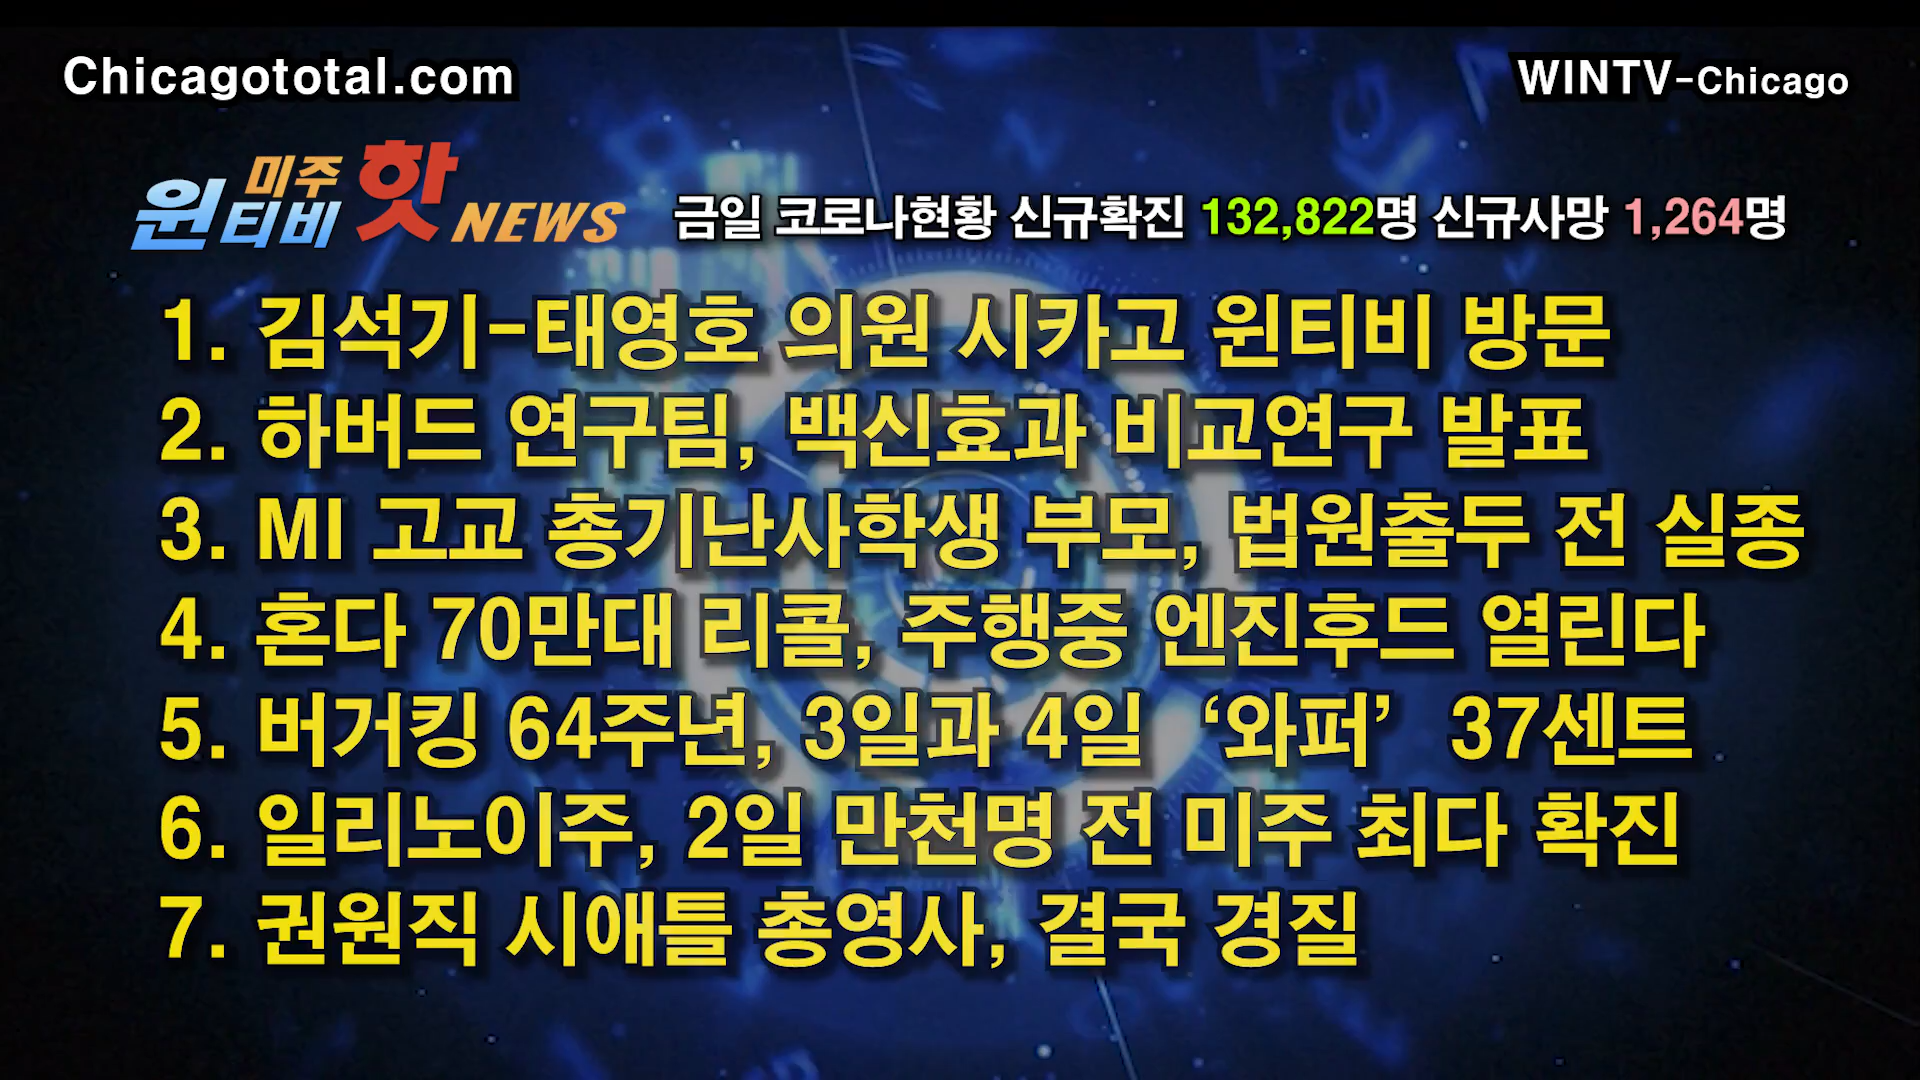 Chicagototal.com
WINTV-Chicago
윈티비 미주 핫 NEWS
금일 코로나현황 신규확진 132,822명 신규사망 1,264명
1. 김석기-태영호 의원 시카고 윈티비 방문
2. 하버드 연구팀, 백신효과 비교연구 발표
3. MI 고교 총기난사학생 부모, 법원출두 전 실종
4. 혼다 70만대 리콜, 주행중 엔진후드 열린다
5. 버거킹 64주년, 3일과 4일 ‘와퍼’ 37센트
6. 일리노이주, 2일 만천명 전 미주 최다 확진
7. 권원직 시애틀 총영사, 결국 경질